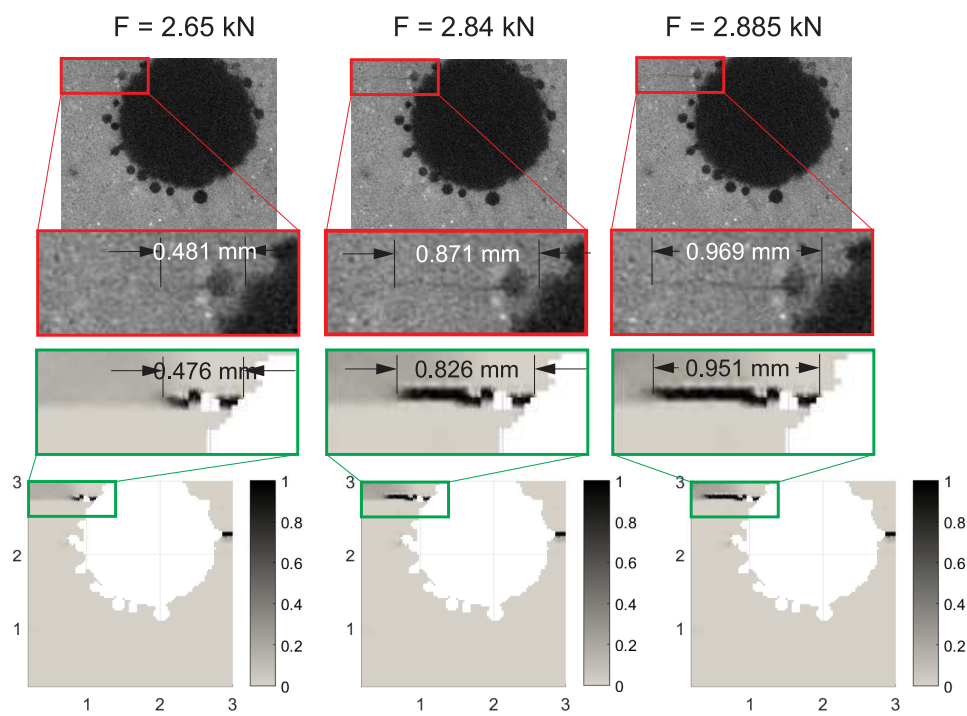 F = 2.65 kN F = 2.84 kN F = 2.885 kN
0.481 mm 0.871 mm 0.969 mm
0.476 mm 0.826 mm 0.951 mm
3 1 3 1 3 1
0.8 0.8 0.8
2 0.6 2 0.6 2 0.6
0.4 0.4 0.4
1 0.2 1 0.2 1 0.2
0 0 0
1 2 3 1 2 3 1 2 3